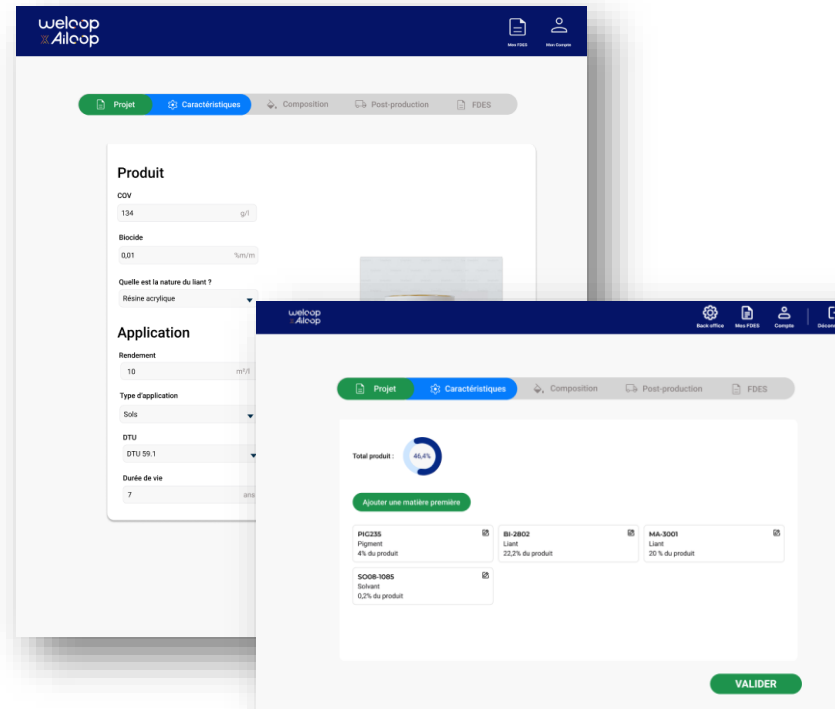 weloop
x Ailoop
Mes FDES
Mon Compte
Projet
Caractéristiques
Composition
Post-production
FDES
Produit
COV
134 g/l
Biocide
0,01 %m/m
Quelle est la nature du liant ?
Résine acrylique
Application
Rendement
10 m²/l
Type d'application
Sols
DTU
DTU 59.1
Durée de vie
7 ans
weloop
x Ailoop
Back office
Mes FDES
Compte
Projet
Caractéristiques
Composition
Post-production
FDES
Total produit :
46,4%
Ajouter une matière première
PIG235
Pigment
4% du produit
BI-2802
Liant
22,2% du produit
MA-3001
Liant
20 % du produit
SO08-1085
Solvant
0,2% du produit
VALIDER